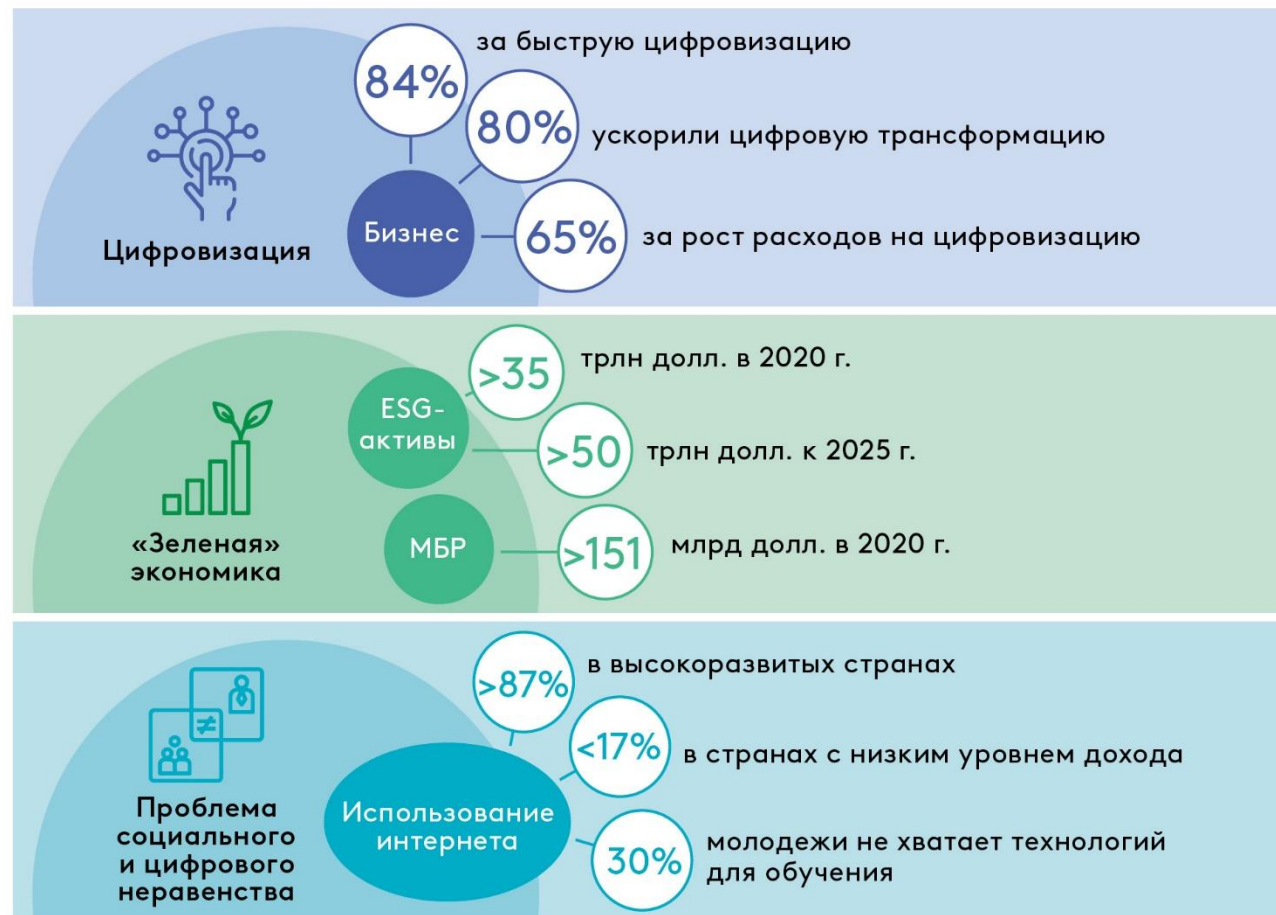 84%
за быструю цифровизацию
80%
ускорили цифровую трансформацию
Бизнес
65%
за рост расходов на цифровизацию
Цифровизация
>35
трлн долл. в 2020 г.
ESG-
активы
>50
трлн долл. к 2025 г.
МБР
>151
млрд долл. в 2020 г.
«Зеленая»
экономика
>87%
в высокоразвитых странах
<17%
в странах с низким уровнем дохода
≠
Использование
интернета
30%
молодежи не хватает технологий
для обучения
Проблема
социального
и цифрового
неравенства